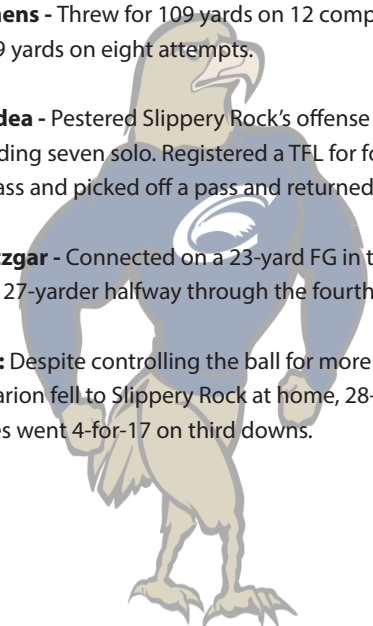 ens - Threw for 109 yards on 12 comp
9 yards on eight attempts.
dea - Pestered Slippery Rock's offense
ding seven solo. Registered a TFL for fo
ass and picked off a pass and returned
zgar - Connected on a 23-yard FG in t
27-yarder halfway through the fourth
: Despite controlling the ball for more
arion fell to Slippery Rock at home, 28-
es went 4-for-17 on third downs.